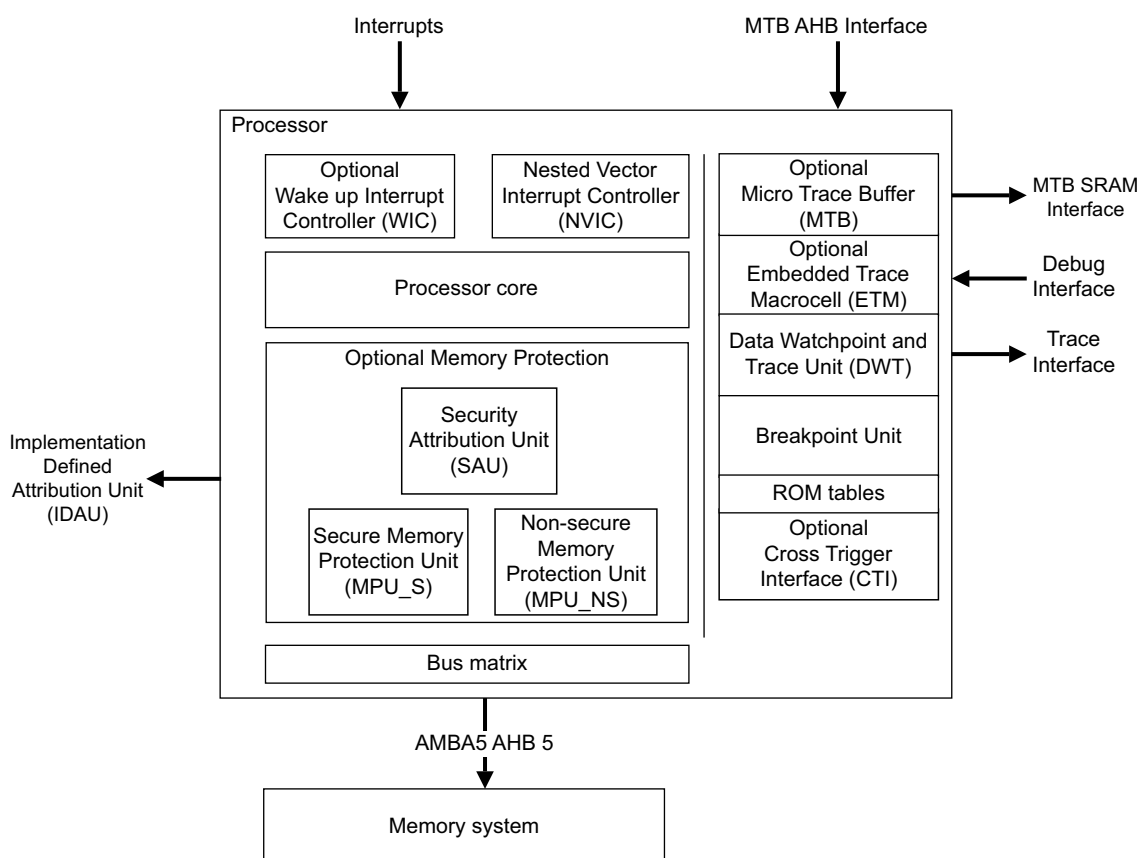 Interrupts
MTB AHB Interface
Processor
Optional
Wake up Interrupt
Controller (WIC)
Nested Vector
Interrupt Controller
(NVIC)
Processor core
Optional Memory Protection
Security
Attribution Unit
(SAU)
Secure Memory
Protection Unit
(MPU_S)
Non-secure
Memory
Protection Unit
(MPU_NS)
Bus matrix
Optional
Micro Trace Buffer
(MTB)
Optional
Embedded Trace
Macrocell (ETM)
Data Watchpoint and
Trace Unit (DWT)
Breakpoint Unit
ROM tables
Optional
Cross Trigger
Interface (CTI)
MTB SRAM
Interface
Debug
Interface
Trace
Interface
Implementation
Defined
Attribution Unit
(IDAU)
AMBA5 AHB 5
Memory system